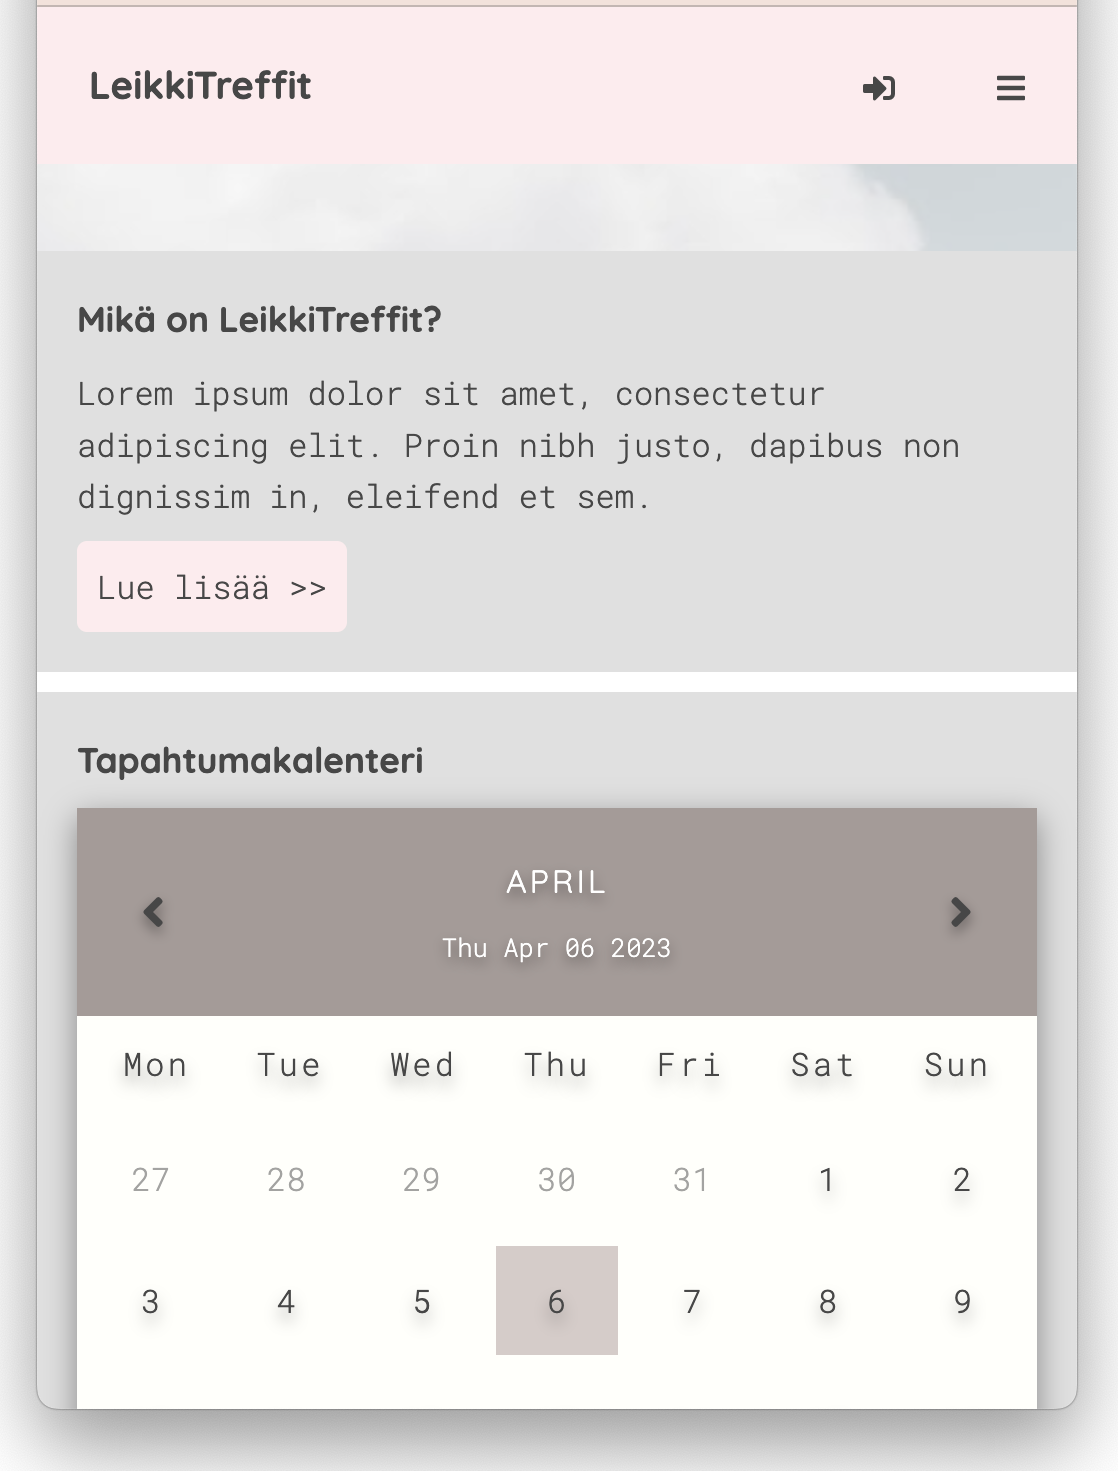 LeikkiTreffit
Mikä on LeikkiTreffit?
Lorem ipsum dolor sit amet, consectetur
adipiscing elit. Proin nibh justo, dapibus non
dignissim in, eleifend et sem.
Lue lisää >>
Tapahtumakalenteri
APRIL
Thu Apr 06 2023
Mon Tue Wed Thu Fri Sat Sun
27 28 29 30 31 1 2
3 4 5 6 7 8 9